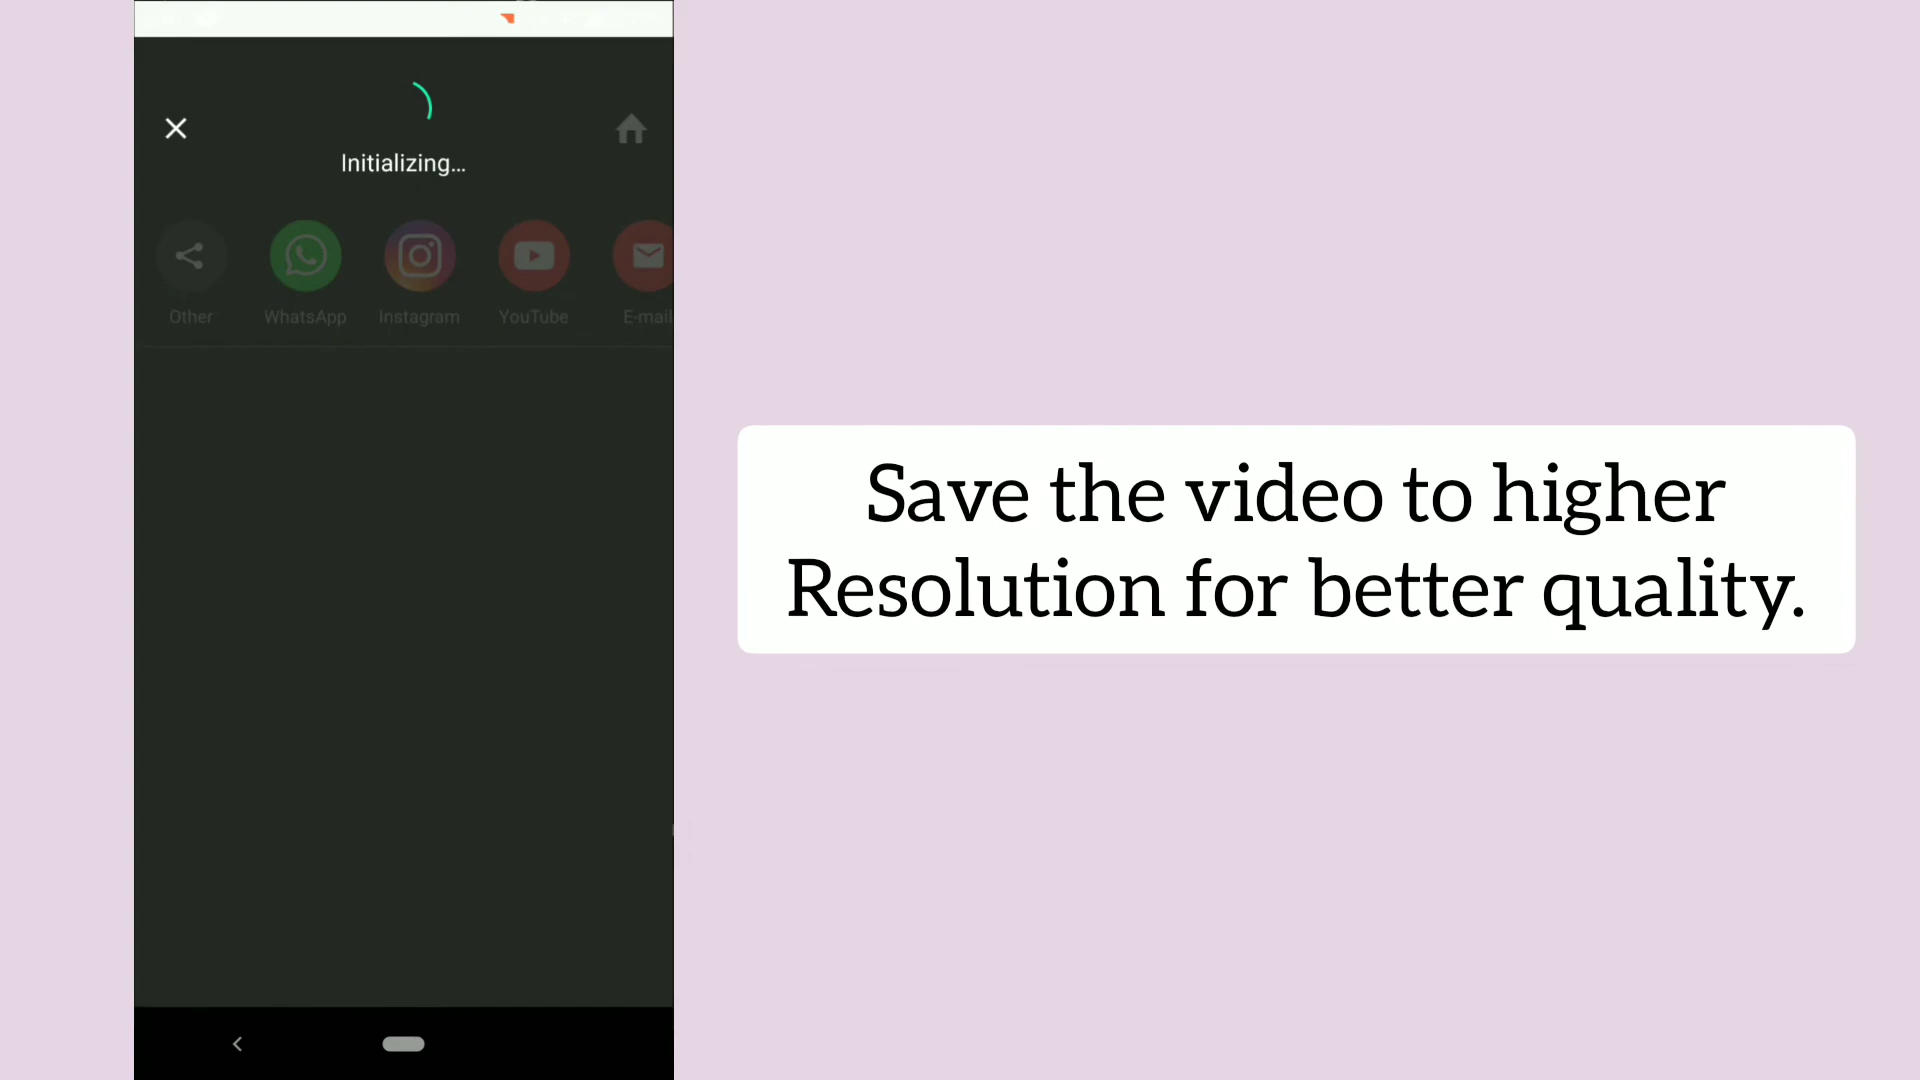 Initializing...
Other WhatsApp Instagram YouTube E-mail
Save the video to higher
Resolution for better quality.